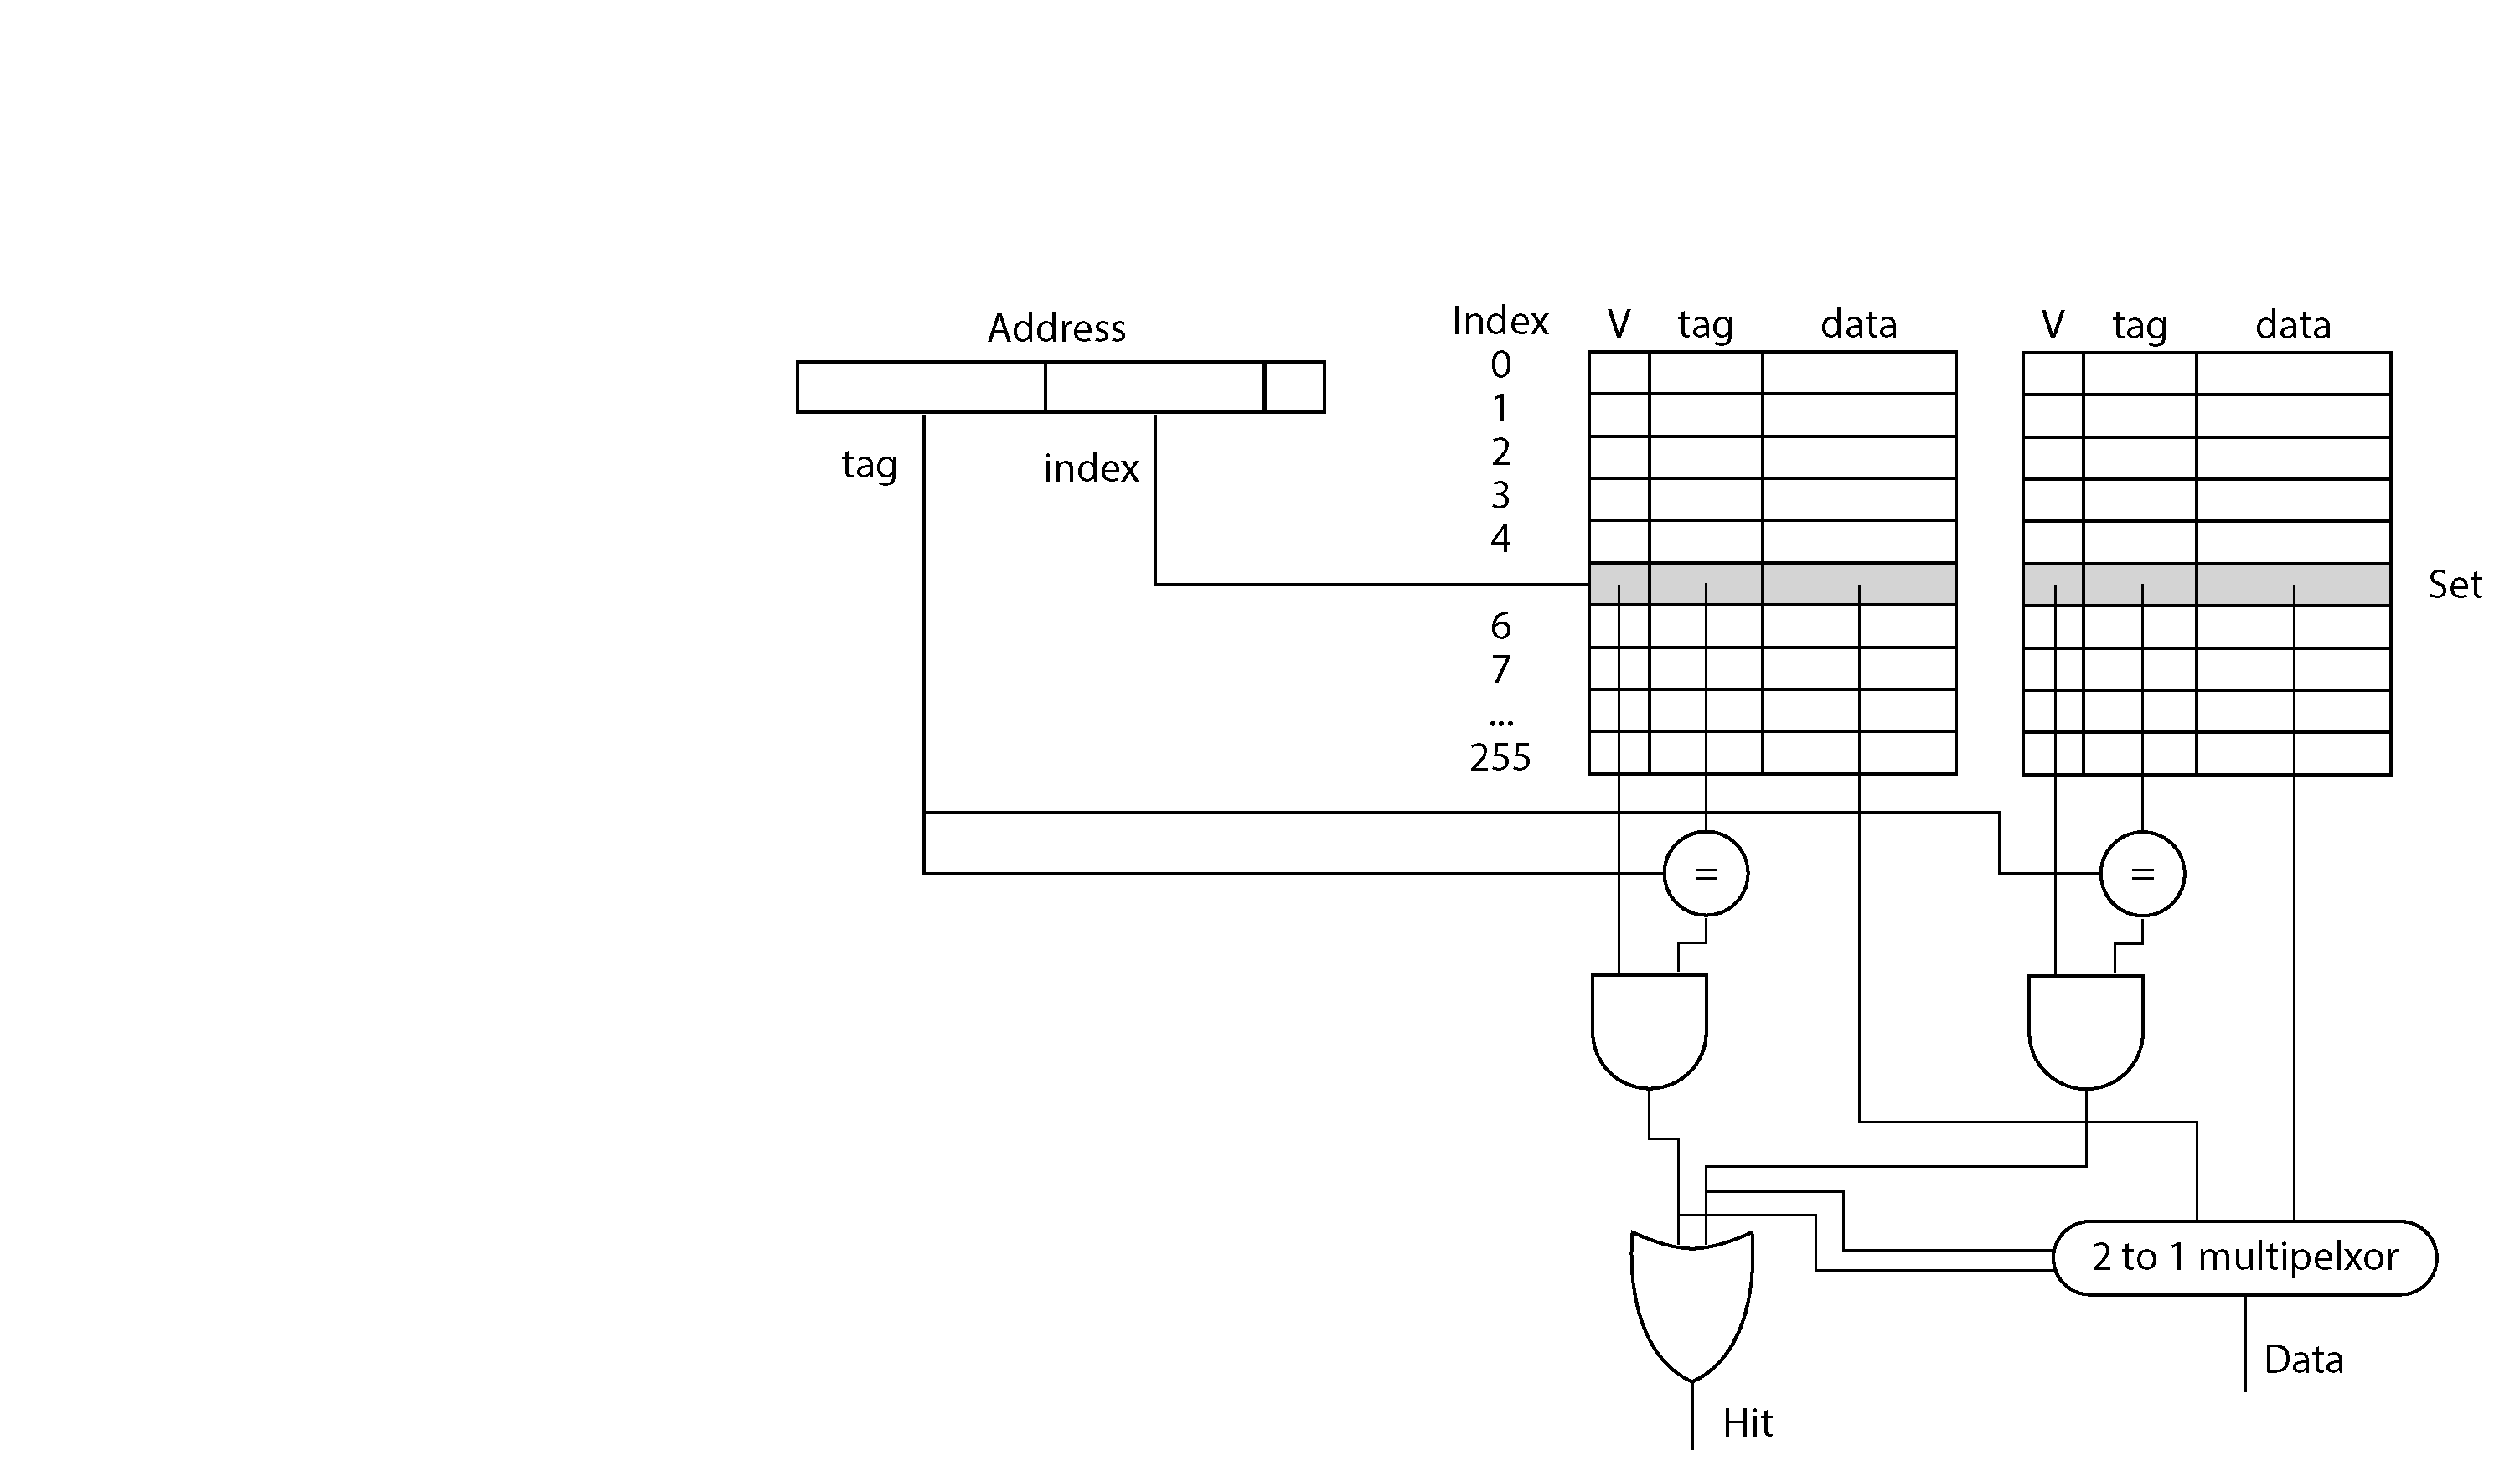 Address
tag
index
Index
0
1
2
3
4
6
7
...
255
V tag data
V tag data
Set
=
=
2 to 1 multipelxor
Data
Hit